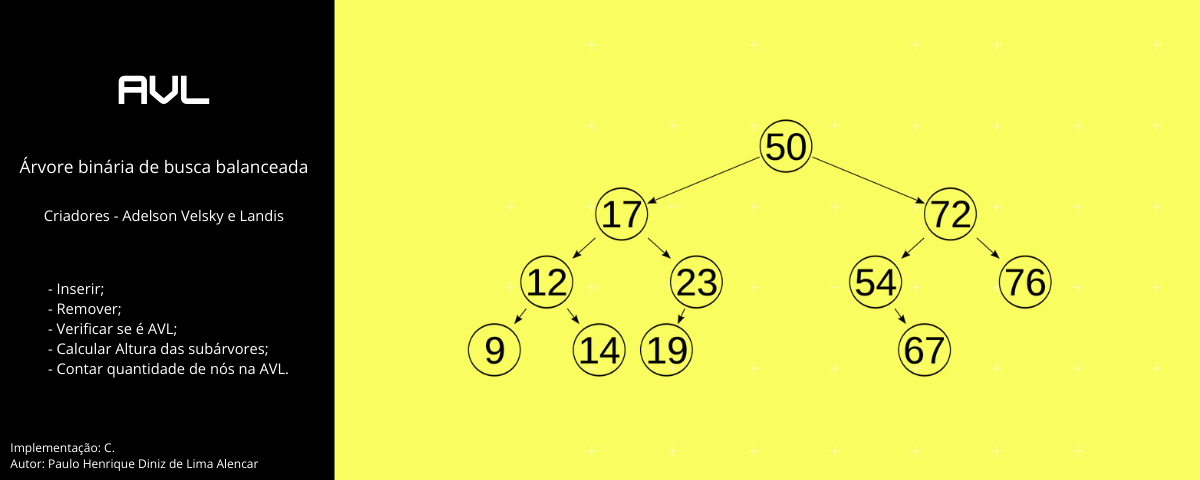 AVL
Árvore binária de busca balanceada
Criadores - Adelson Velsky e Landis
- Inserir;
- Remover;
- Verificar se é AVL;
- Calcular Altura das subárvores;
- Contar quantidade de nós na AVL.
Implementação: C.
Autor: Paulo Henrique Diniz de Lima Alencar
50
17 72
12 23 54 76
9 14 19 67